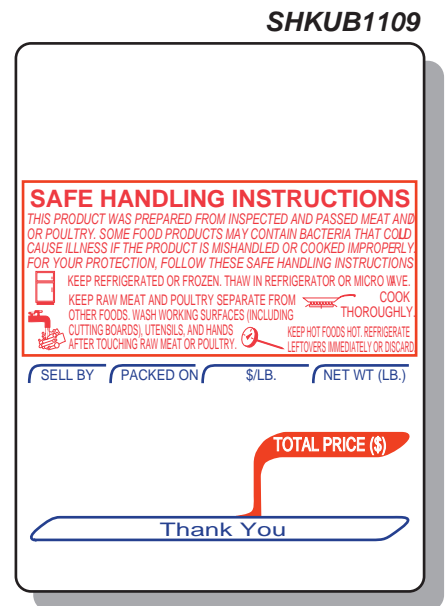 SHKUB1109
SAFE HANDLING INSTRUCTIONS
THIS PRODUCT WAS PREPARED FROM INSPECTED AND PASSED MEAT AND
OR POULTRY. SOME FOOD PRODUCTS MAY CONTAIN BACTERIA THAT COLD
CAUSE ILLNESS IF THE PRODUCT IS MISHANDLED OR COOKED IMPROPERLY.
FOR YOUR PROTECTION, FOLLOW THESE SAFE HANDLING INSTRUCTIONS
KEEP REFRIGERATED OR FROZEN. THAW IN REFRIGERATOR OR MICRO WAVE.
KEEP RAW MEAT AND POULTRY SEPARATE FROM
OTHER FOODS. WASH WORKING SURFACES (INCLUDING
CUTTING BOARDS), UTENSILS, AND HANDS
AFTER TOUCHING RAW MEAT OR POULTRY.
COOK
THOROUGHLY.
KEEP HOT FOODS HOT. REFRIGERATE
LEFTOVERS IMMEDIATELY OR DISCARD
SELL BY PACKED ON $/LB. NET WT (LB.)
TOTAL PRICE ($)
Thank You